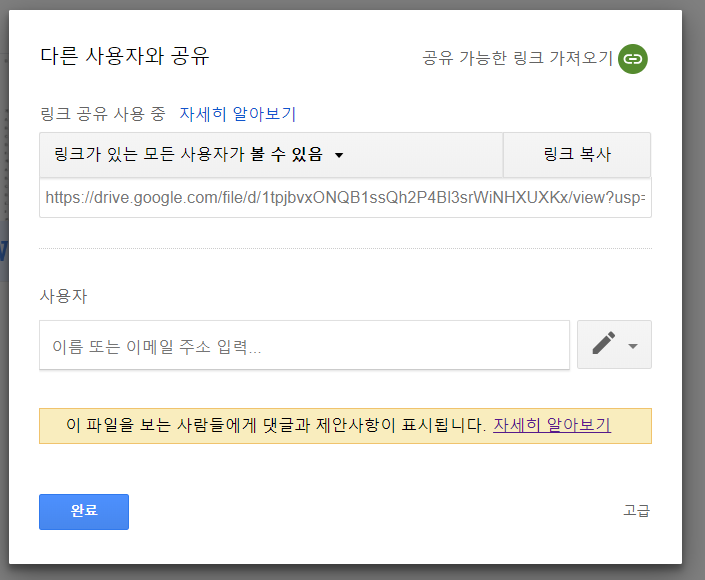 다른 사용자와 공유
공유 가능한 링크 가져오기
링크 공유 사용 중 자세히 알아보기
링크가 있는 모든 사용자가 볼 수 있음
링크 복사
https://drive.google.com/file/d/1tpjbvxONQB1ssQh2P4Bl3srWiNHXUXKx/view?usp=
사용자
이름 또는 이메일 주소 입력...
이 파일을 보는 사람들에게 댓글과 제안사항이 표시됩니다. 자세히 알아보기
완료
고급